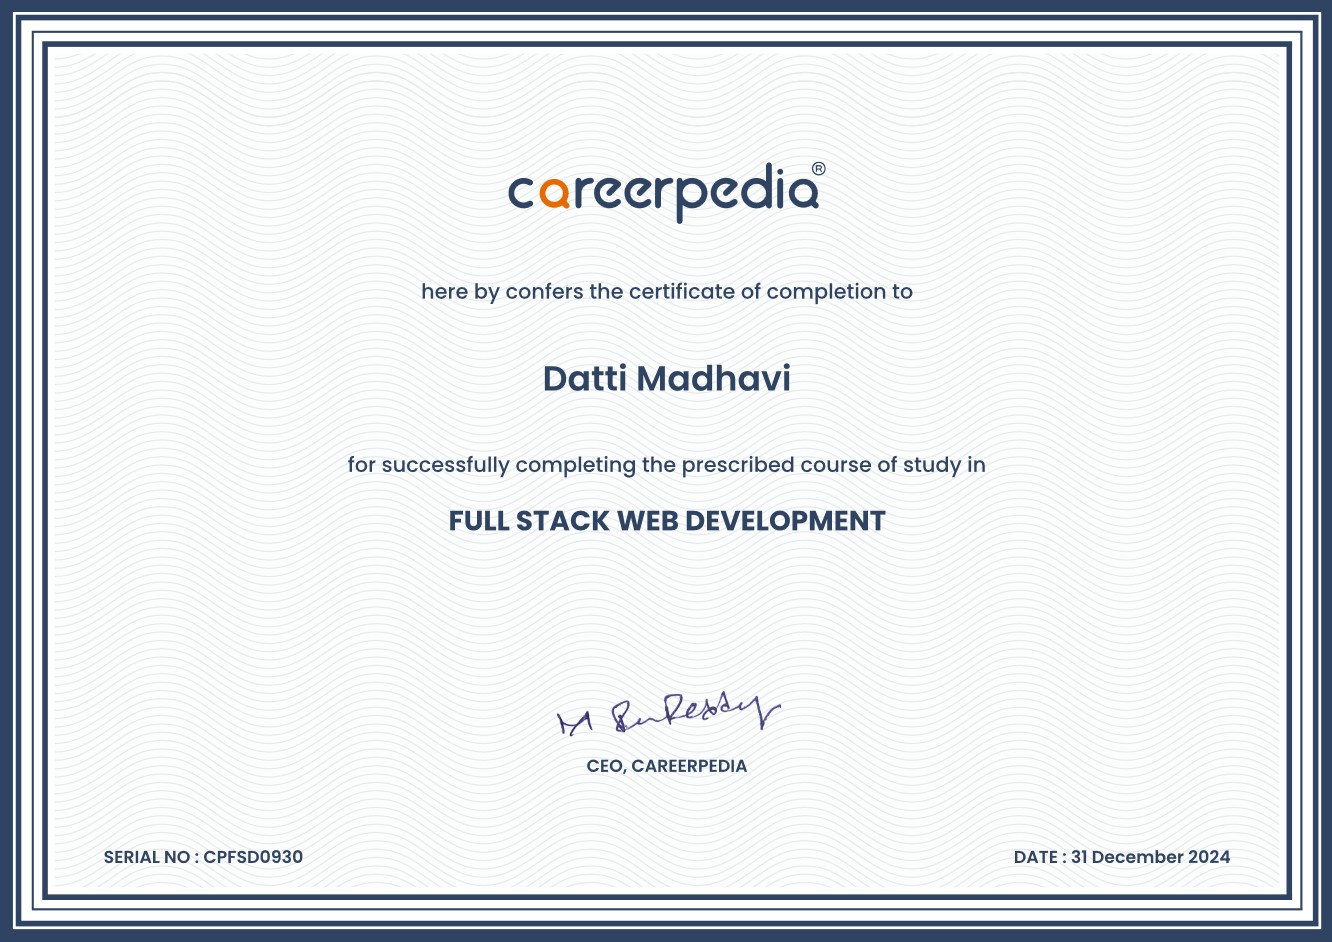 careerpedia®
here by confers the certificate of completion to
Datti Madhavi
for successfully completing the prescribed course of study in
FULL STACK WEB DEVELOPMENT
CEO, CAREERPEDIA
SERIAL NO : CPFSD0930
DATE : 31 December 2024